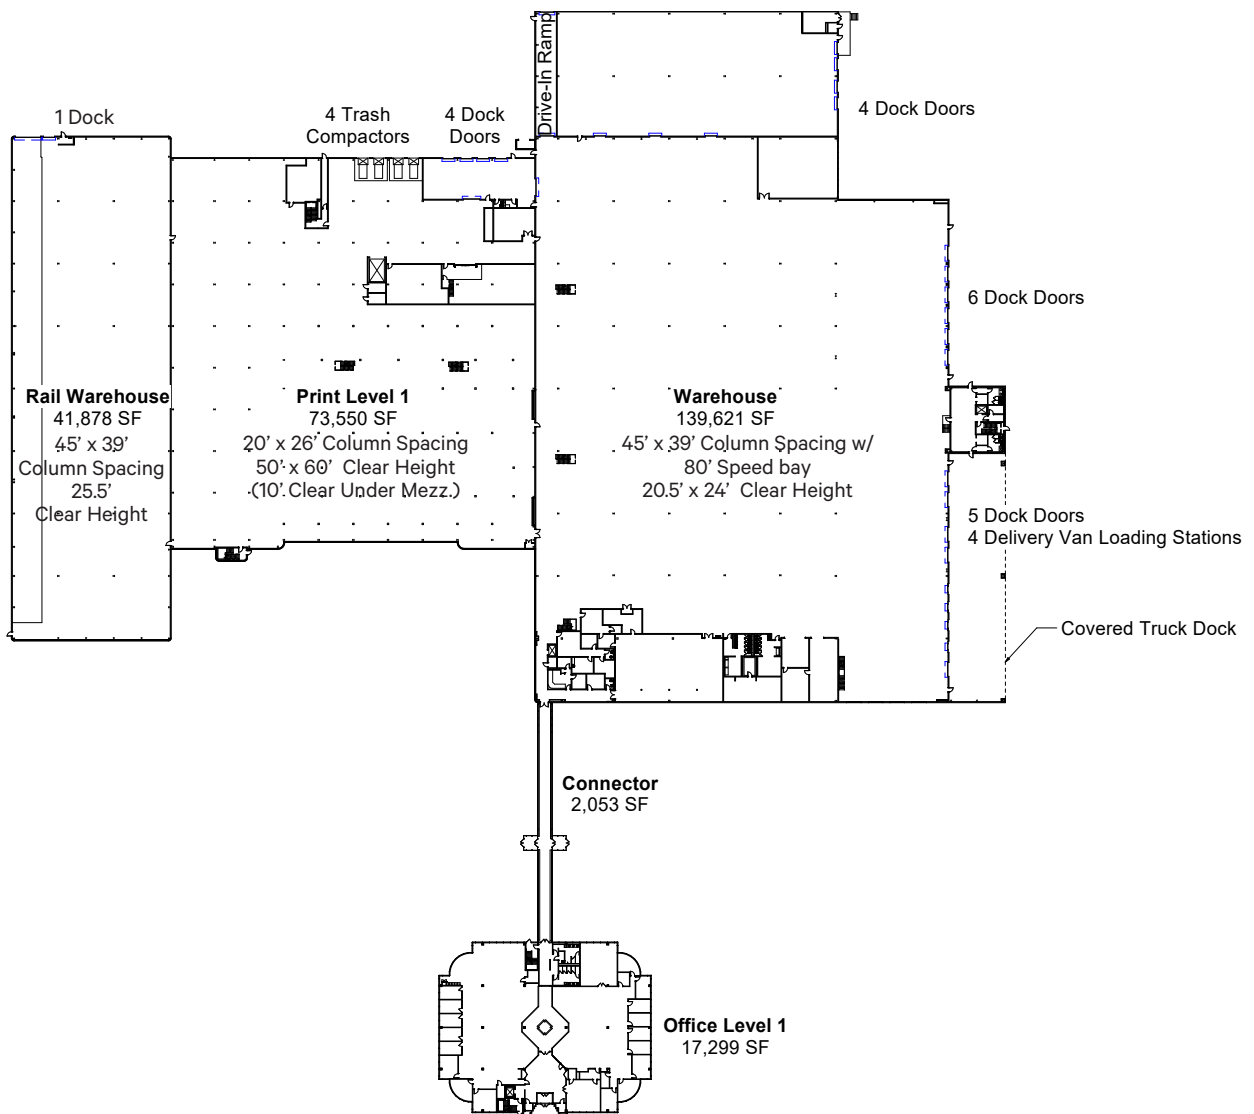 Drive-In Ramp
1 Dock
4 Trash
Compactors
4 Dock
Doors
4 Dock Doors
6 Dock Doors
Rail Warehouse
41,878 SF
45’ x 39’
Column Spacing
25.5’
Clear Height
Print Level 1
73,550 SF
20’ x 26’ Column Spacing
50’ x 60’ Clear Height
(10’ Clear Under Mezz.)
Warehouse
139,621 SF
45’ x 39’ Column Spacing w/
80’ Speed bay
20.5’ x 24’ Clear Height
5 Dock Doors
4 Delivery Van Loading Stations
Covered Truck Dock
Connector
2,053 SF
Office Level 1
17,299 SF